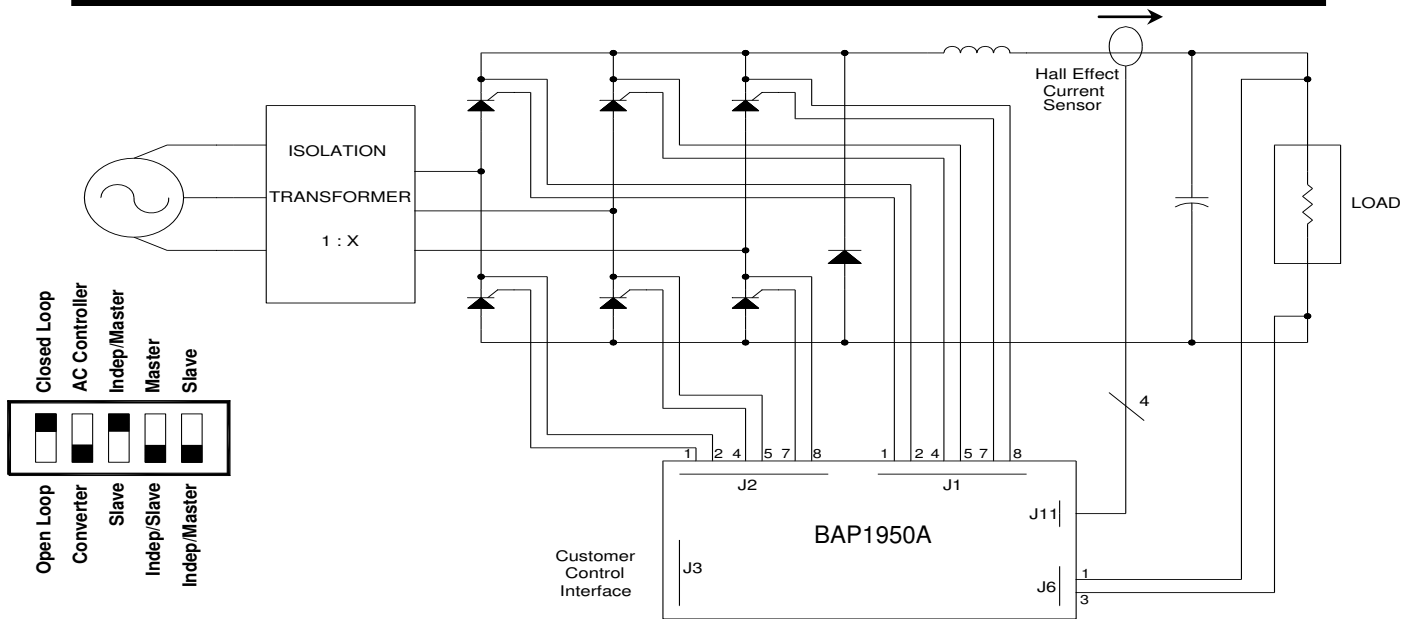 Hall Effect
Current
Sensor
ISOLATION
TRANSFORMER
1 : X
LOAD
Closed Loop
AC Controller
Indep/Master
Master
Slave
Open Loop
Converter
Slave
Indep/Slave
Indep/Master
4
1 2 4 5 7 8
J2
1 2 4 5 7 8
J1
J11
BAP1950A
Customer
Control
Interface
J3
J6
1
3